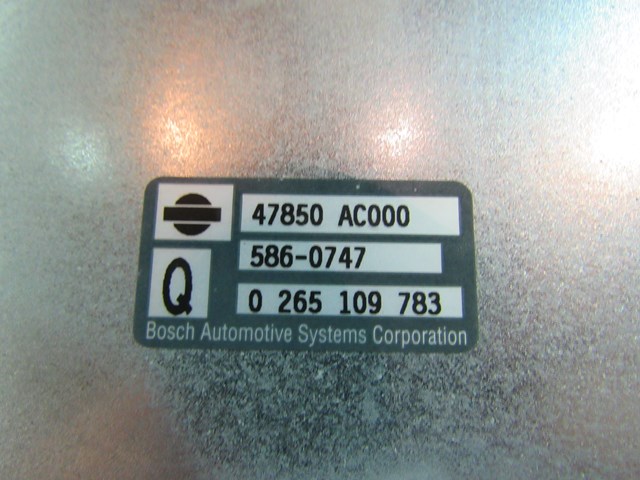 47850 AC000
586-0747
Q
0 265 109 783
Bosch Automotive Systems Corporation